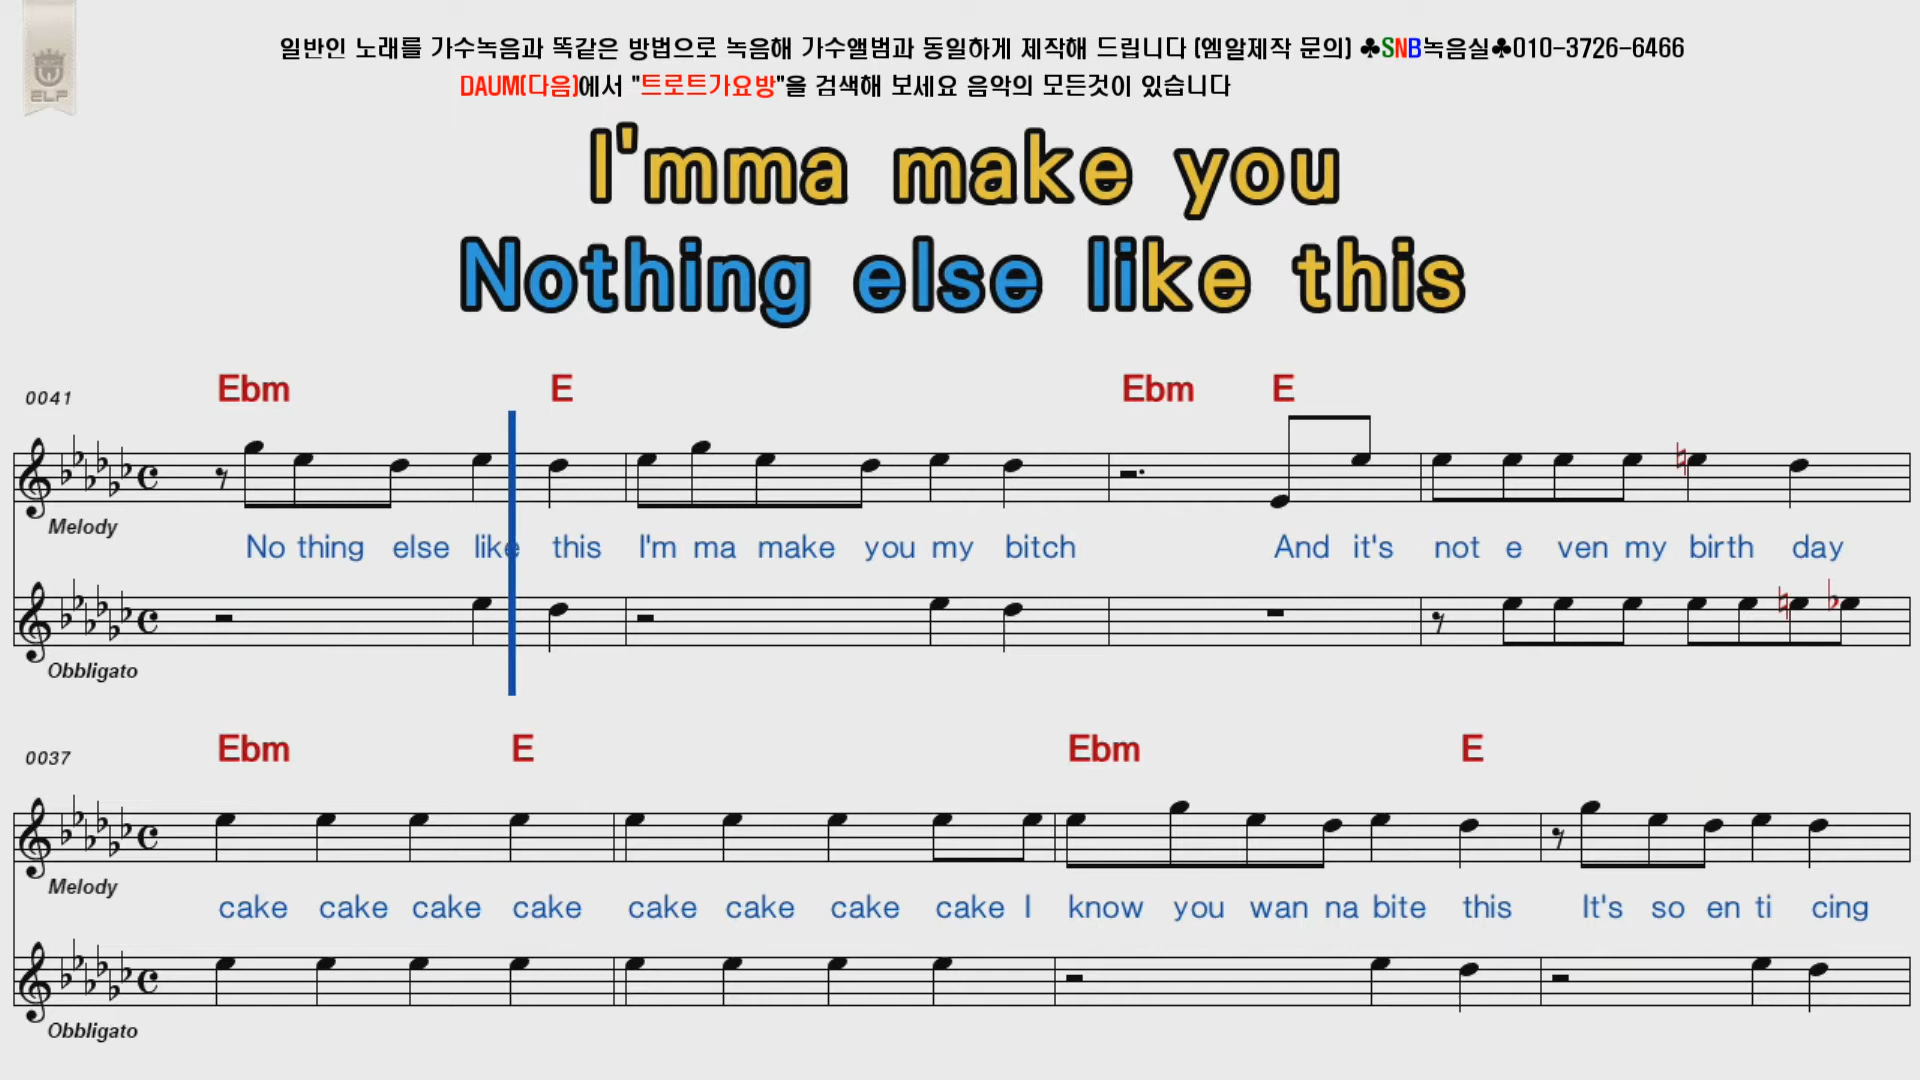 일반인 노래를 가수녹음과 똑같은 방법으로 녹음해 가수앨범과 동일하게 제작해 드립니다 [엠알제작 문의] ♣SNB녹음실♣010-3726-6466
ELF
DAUM[다음]에서 "트로트가요방"을 검색해 보세요 음악의 모든것이 있습니다
I'mma make you
Nothing else like this
0041 Ebm E Ebm E
Melody
No thing else like this I'm ma make you my bitch And it's not e ven my birth day
Obbligato
0037 Ebm E Ebm E
Melody
cake cake cake cake cake cake cake cake I know you wan na bite this It's so en ti cing
Obbligato